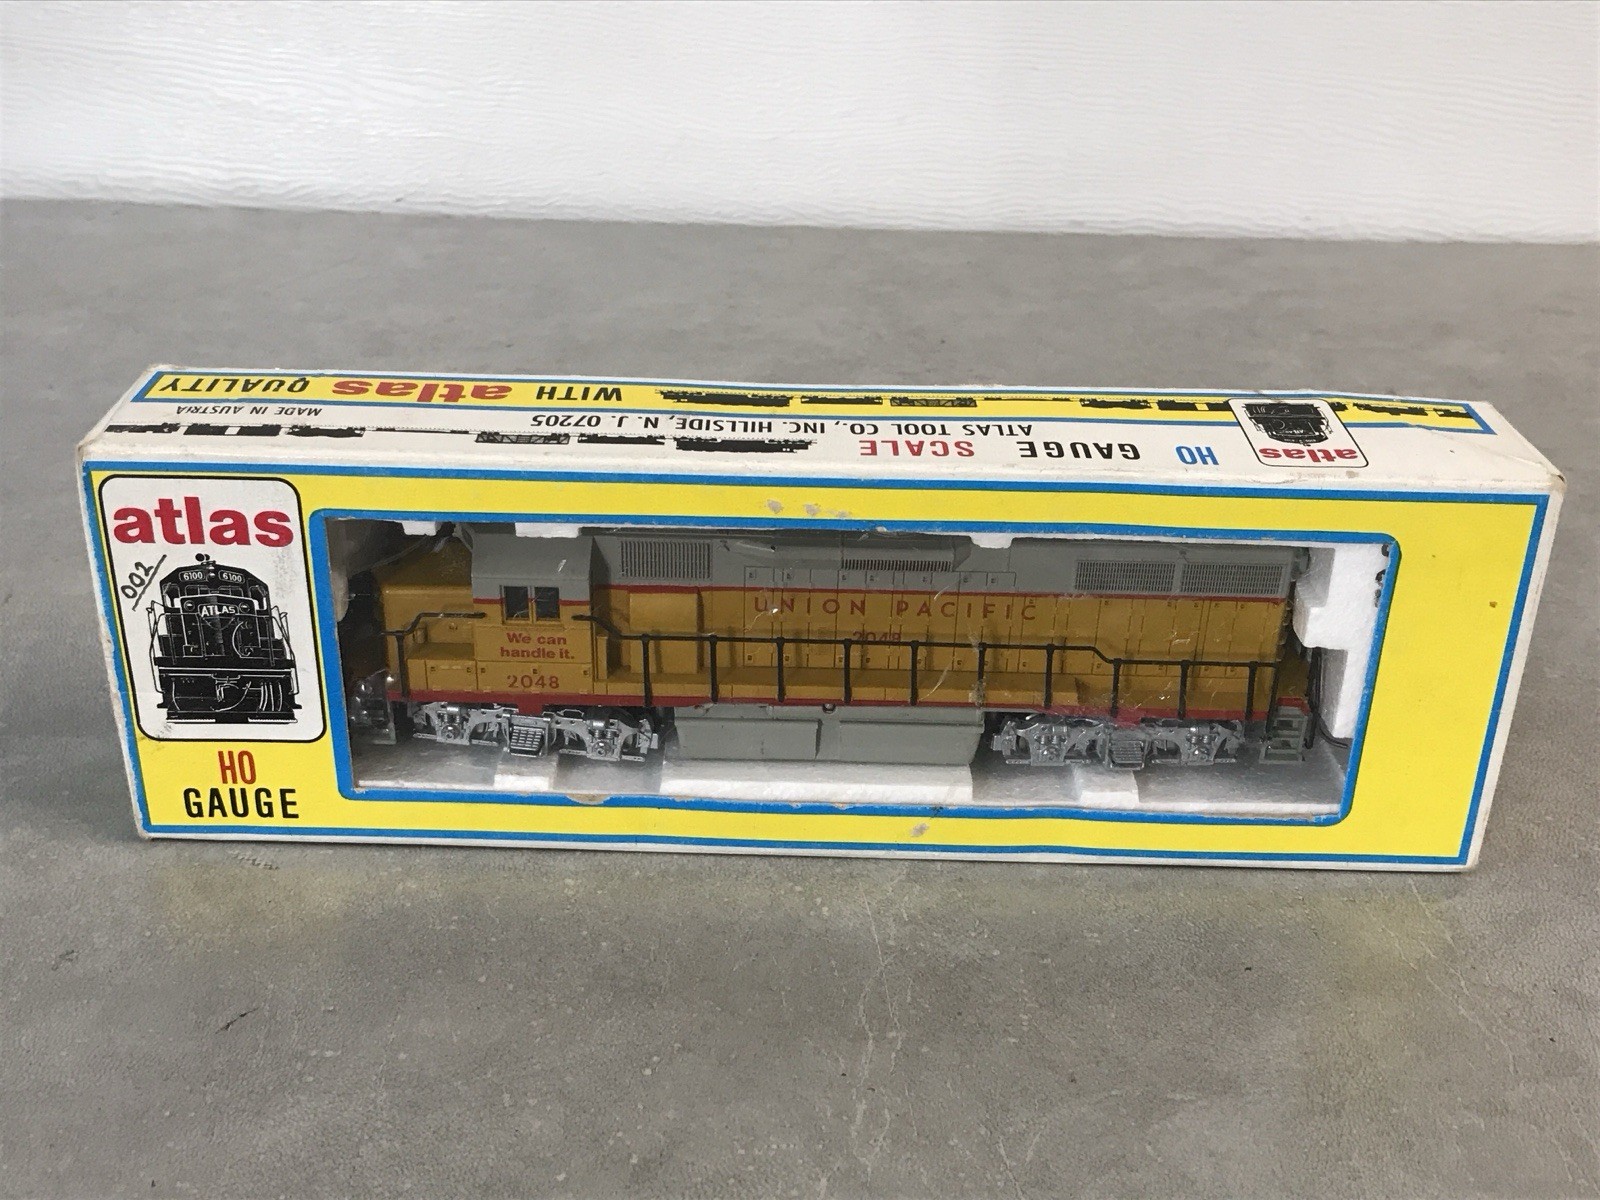 WITH atlas QUALITY
MADE IN AUSTRIA
ATLAS TOOL CO., INC. HILLSIDE, N. J. 07205
HO GAUGE SCALE
atlas
atlas
002
6100 6100
ATLAS
HO
GAUGE
UNION PACIFIC
2048
We can
handle it.
2048